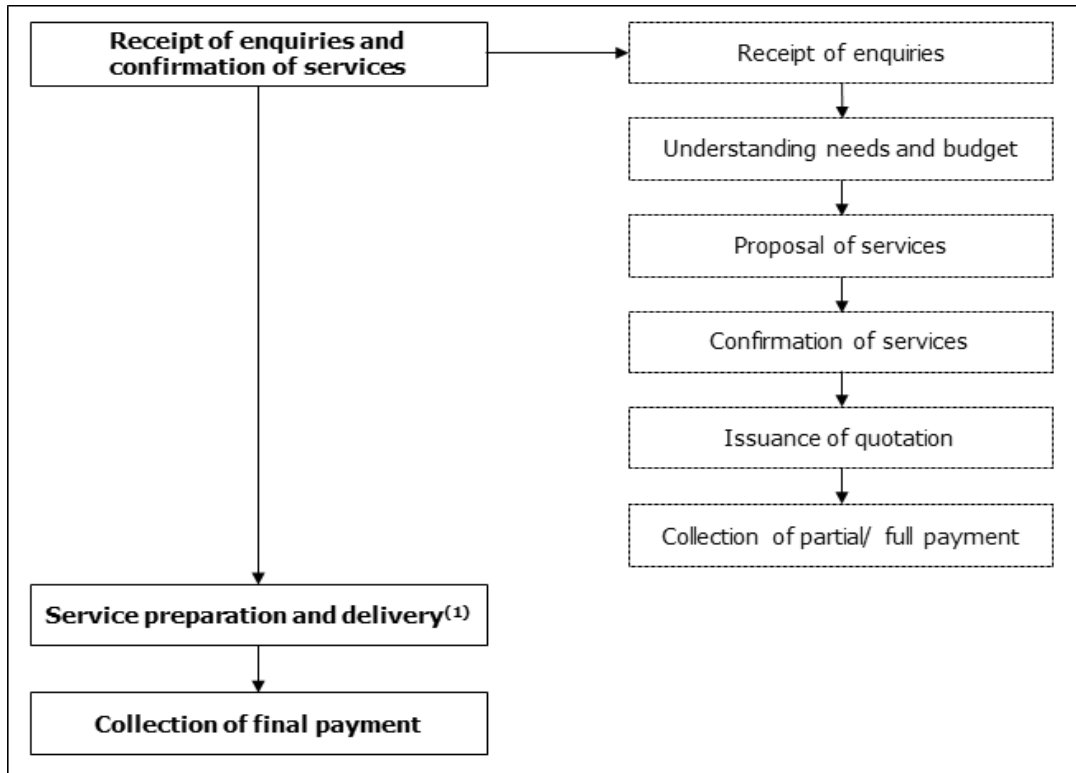 Receipt of enquiries and
confirmation of services
Receipt of enquiries
Understanding needs and budget
Proposal of services
Confirmation of services
Issuance of quotation
Collection of partial/ full payment
Service preparation and delivery(1)
Collection of final payment